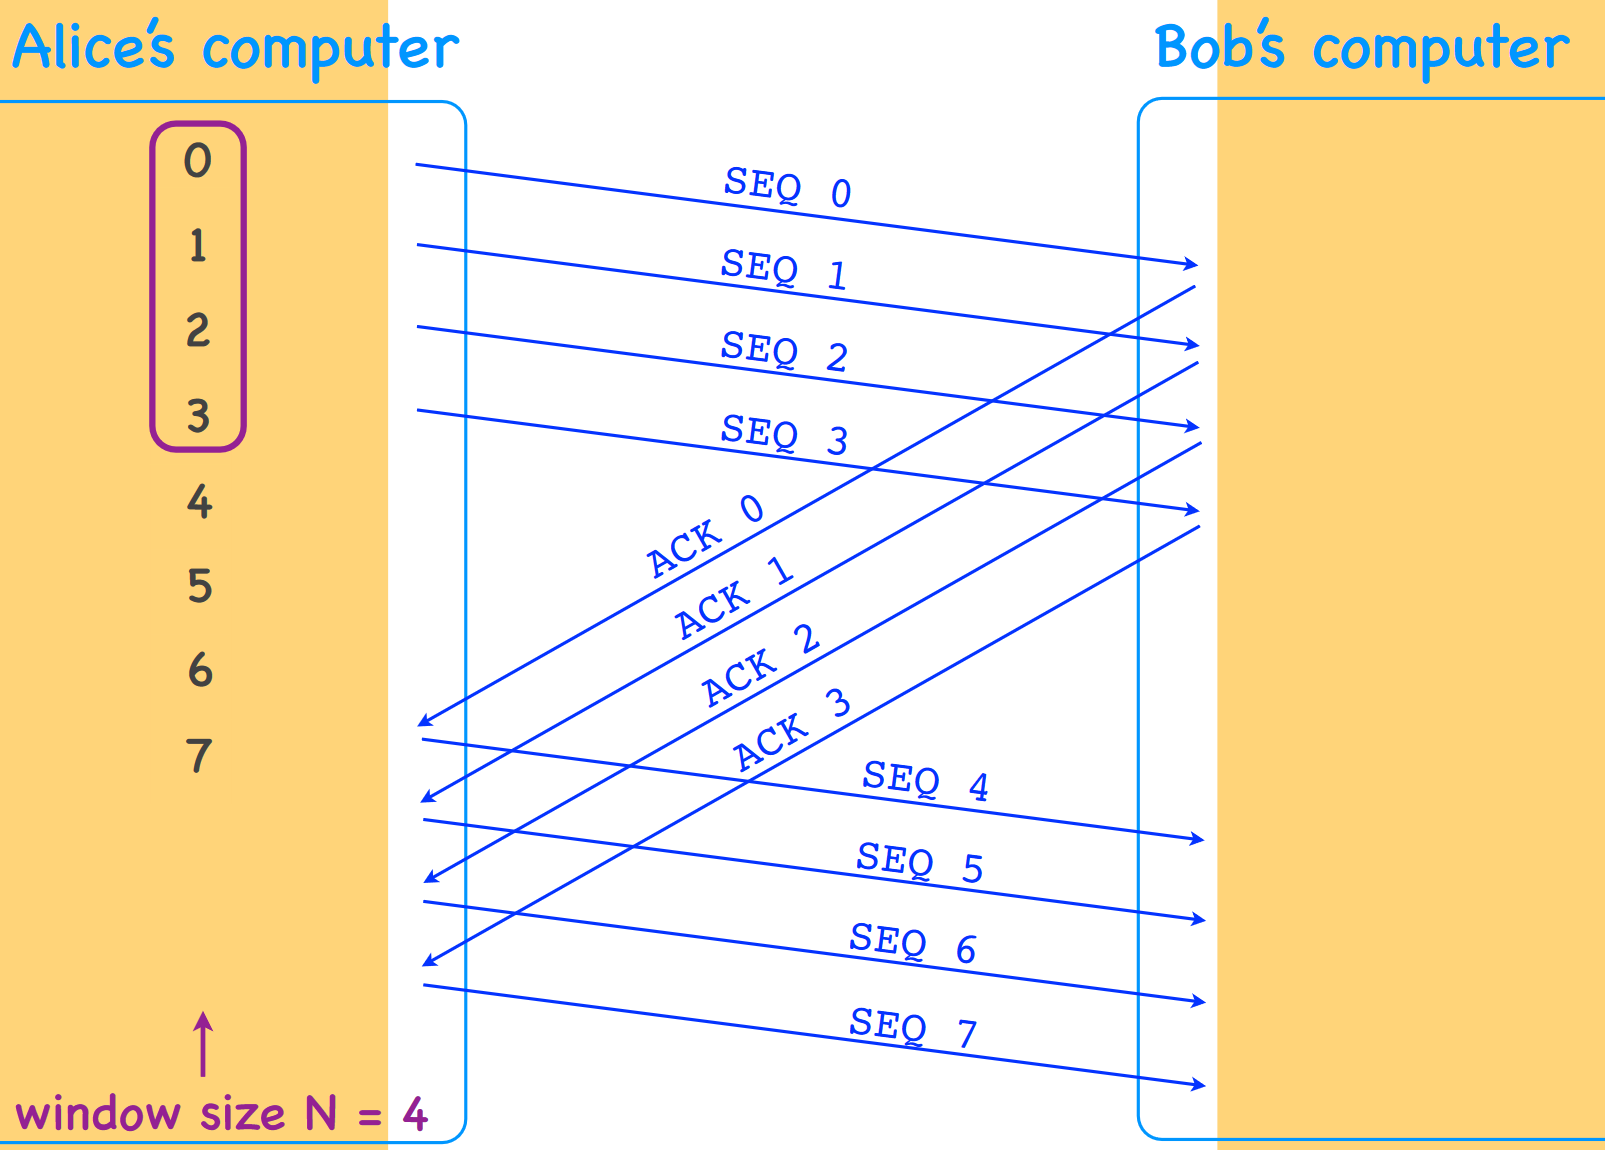 Alice's computer
Bob's computer
0
1
2
3
4
5
6
7
SEQ 0
SEQ 1
SEQ 2
SEQ 3
ACK 0
ACK 1
ACK 2
ACK 3
SEQ 4
SEQ 5
SEQ 6
SEQ 7
window size N = 4